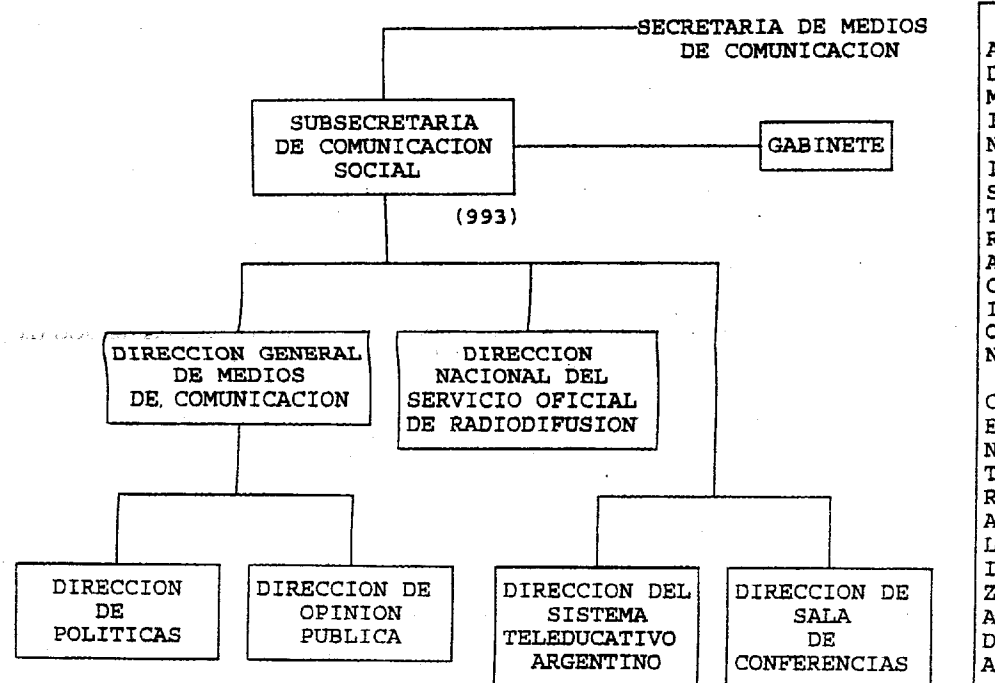 SECRETARIA DE MEDIOS
DE COMUNICACION
SUBSECRETARIA
DE COMUNICACION
SOCIAL
GABINETE
(993)
DIRECCION GENERAL
DE MEDIOS
DE COMUNICACION
DIRECCION
NACIONAL DEL
SERVICIO OFICIAL
DE RADIODIFUSION
DIRECCION
DE
POLITICAS
DIRECCION DE
OPINION
PUBLICA
DIRECCION DEL
SISTEMA
TELEDUCATIVO
ARGENTINO
DIRECCION DE
SALA
DE
CONFERENCIAS
A
D
M
I
N
I
S
T
R
A
C
I
O
N
C
E
N
T
R
A
L
I
Z
A
D
A